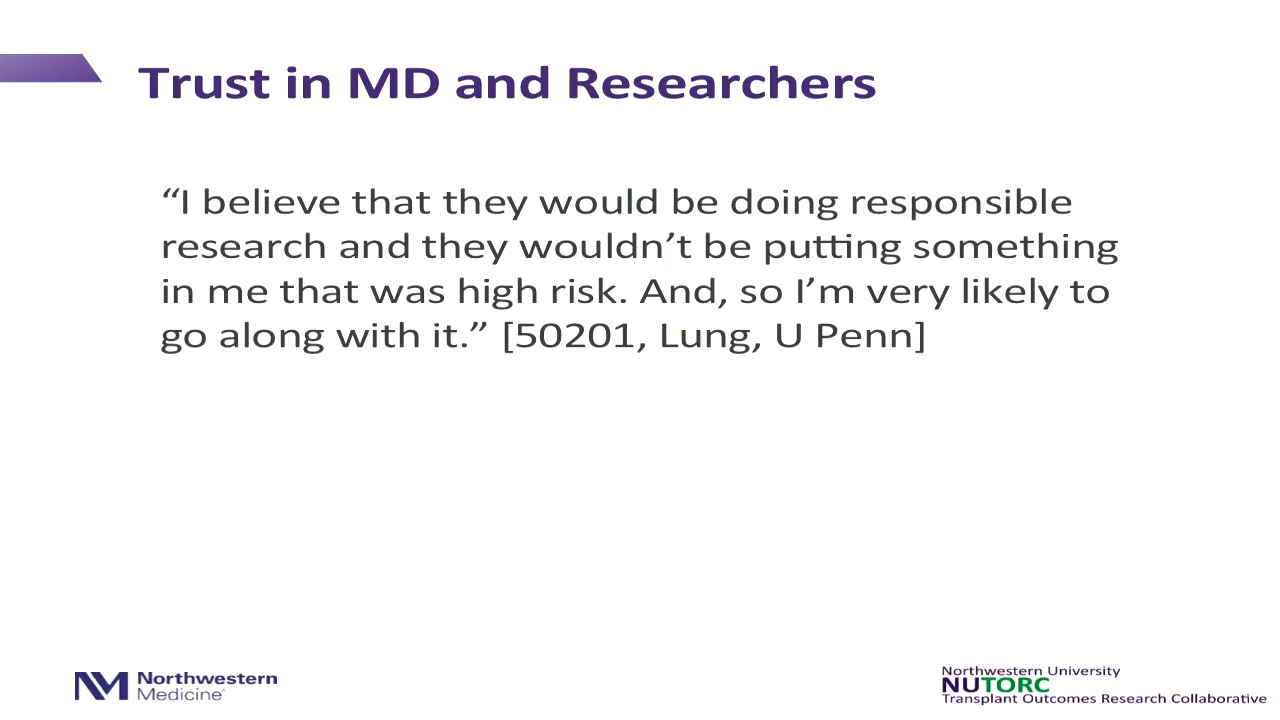 Trust in MD and Researchers
“I believe that they would be doing responsible
research and they wouldn’t be putting something
in me that was high risk. And, so I’m very likely to
go along with it.” [50201, Lung, U Penn]
NM Northwestern
Medicine®
Northwestern University
NUTORC
Transplant Outcomes Research Collaborative